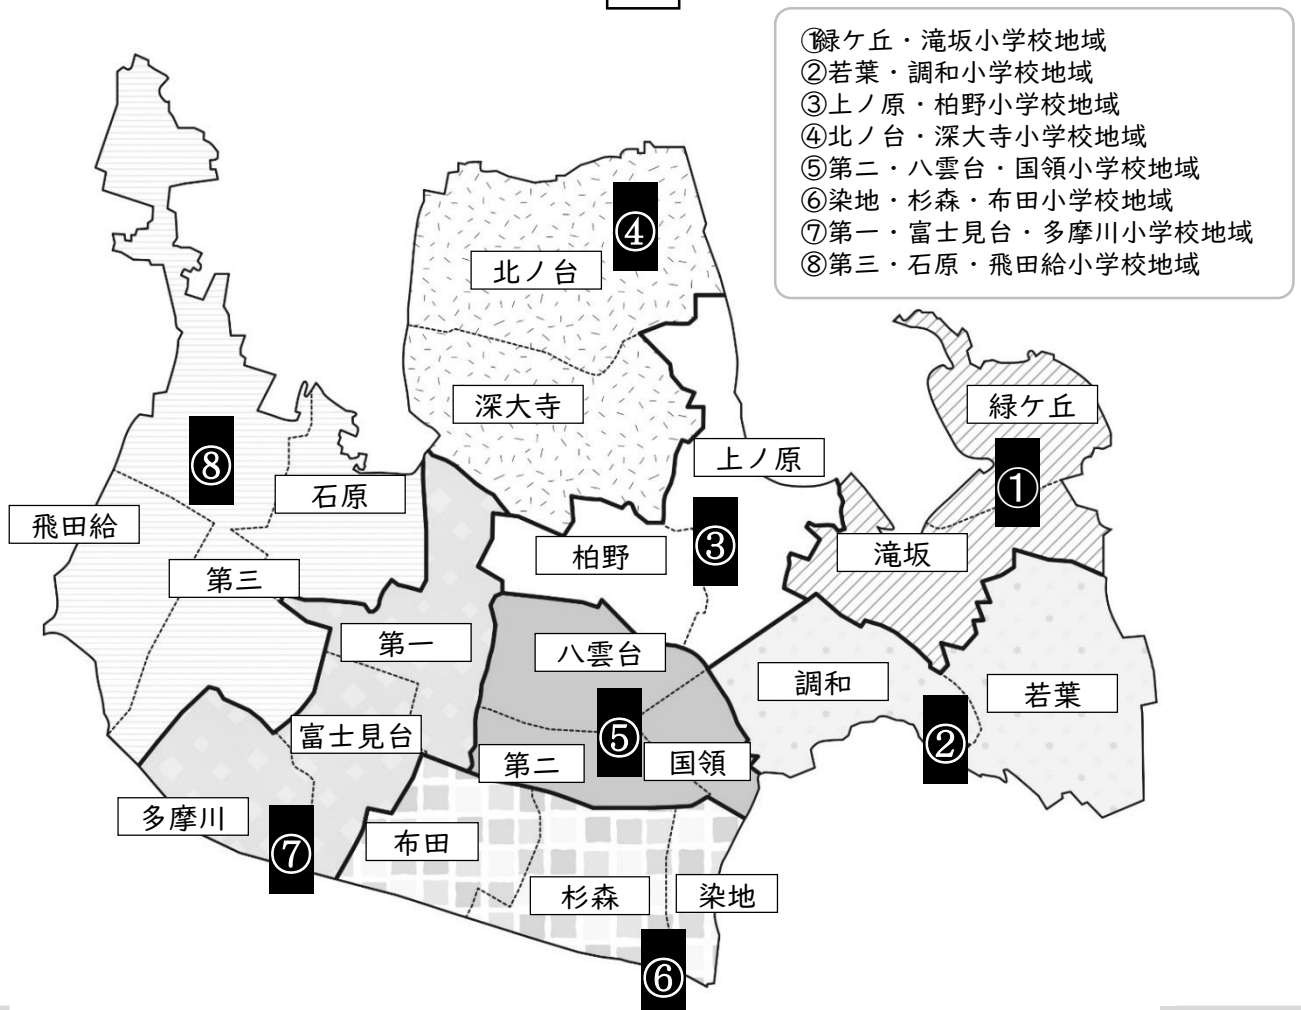 ①緑ケ丘・滝坂小学校地域
②若葉・調和小学校地域
③上ノ原・柏野小学校地域
④北ノ台・深大寺小学校地域
⑤第二・八雲台・国領小学校地域
⑥染地・杉森・布田小学校地域
⑦第一・富士見台・多摩川小学校地域
⑧第三・石原・飛田給小学校地域
④
北ノ台
深大寺
緑ケ丘
⑧
上ノ原
①
石原
飛田給
③
柏野
滝坂
第三
第一
八雲台
調和
若葉
富士見台
⑤
②
第二
国領
多摩川
布田
⑦
杉森
染地
⑥